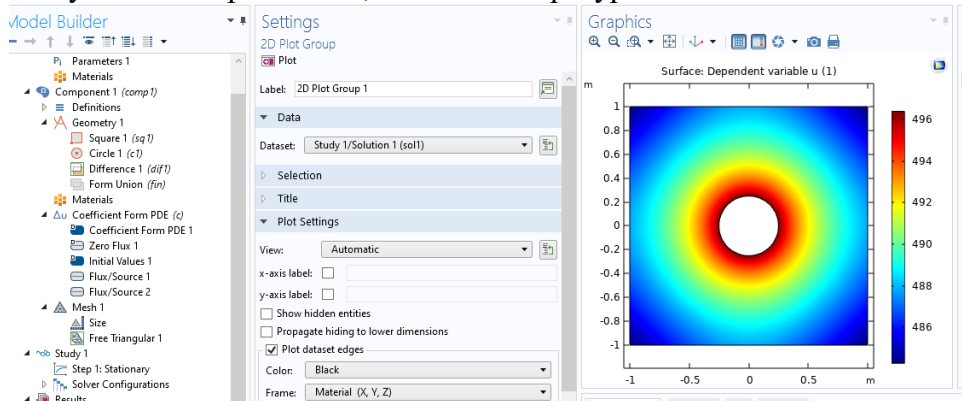 Model Builder
Pi Parameters 1
Materials
Component 1 (comp1)
Definitions
Geometry 1
Square 1 (sq1)
Circle 1 (c1)
Difference 1 (dif1)
Form Union (fin)
Materials
Δu Coefficient Form PDE (c)
Coefficient Form PDE 1
Zero Flux 1
Initial Values 1
Flux/Source 1
Flux/Source 2
Mesh 1
Size
Free Triangular 1
Study 1
Step 1: Stationary
Solver Configurations
Results
Settings
2D Plot Group
Plot
Label: 2D Plot Group 1
Data
Dataset: Study 1/Solution 1 (sol1)
Selection
Title
Plot Settings
View: Automatic
x-axis label:
y-axis label:
Show hidden entities
Propagate hiding to lower dimensions
Plot dataset edges
Color: Black
Frame: Material (X, Y, Z)
Graphics
Surface: Dependent variable u (1)
m
1
0.8
0.6
0.4
0.2
0
-0.2
-0.4
-0.6
-0.8
-1
-1 -0.5 0 0.5 m
496
494
492
490
488
486